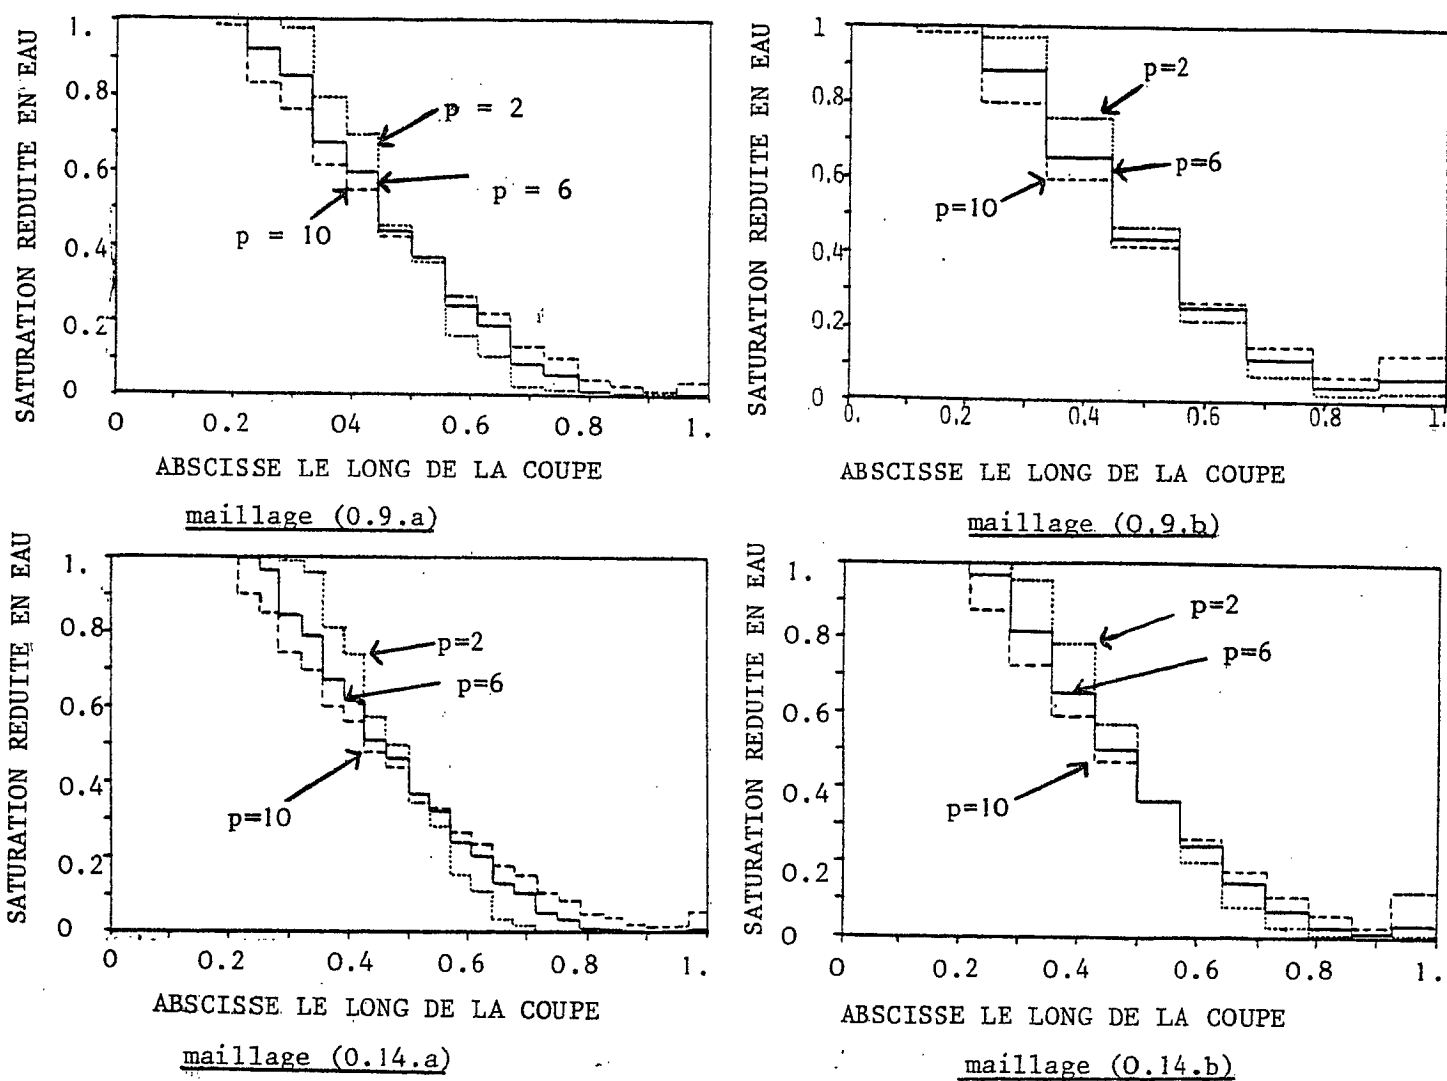 SATURATION REDUITE EN EAU
1.
0.8
0.6
0.4
0.2
0
p = 2
p = 6
p = 10
0 0.2 04 0.6 0.8 1.
ABSCISSE LE LONG DE LA COUPE
maillage (0.9.a)
SATURATION REDUITE EN EAU
1
0.8
0.6
0.4
0.2
0
p=2
p=6
p=10
0. 0.2 0.4 0.6 0.8 1.
ABSCISSE LE LONG DE LA COUPE
maillage (0.9.b)
SATURATION REDUITE EN EAU
1.
0.8
0.6
0.4
0.2
0
p=2
p=6
p=10
0 0.2 0.4 0.6 0.8 1.
ABSCISSE LE LONG DE LA COUPE
maillage (0.14.a)
SATURATION REDUITE EN EAU
1.
0.8
0.6
0.4
0.2
0
p=2
p=6
p=10
0 0.2 0.4 0.6 0.8 1.
ABSCISSE LE LONG DE LA COUPE
maillage (0.14.b)